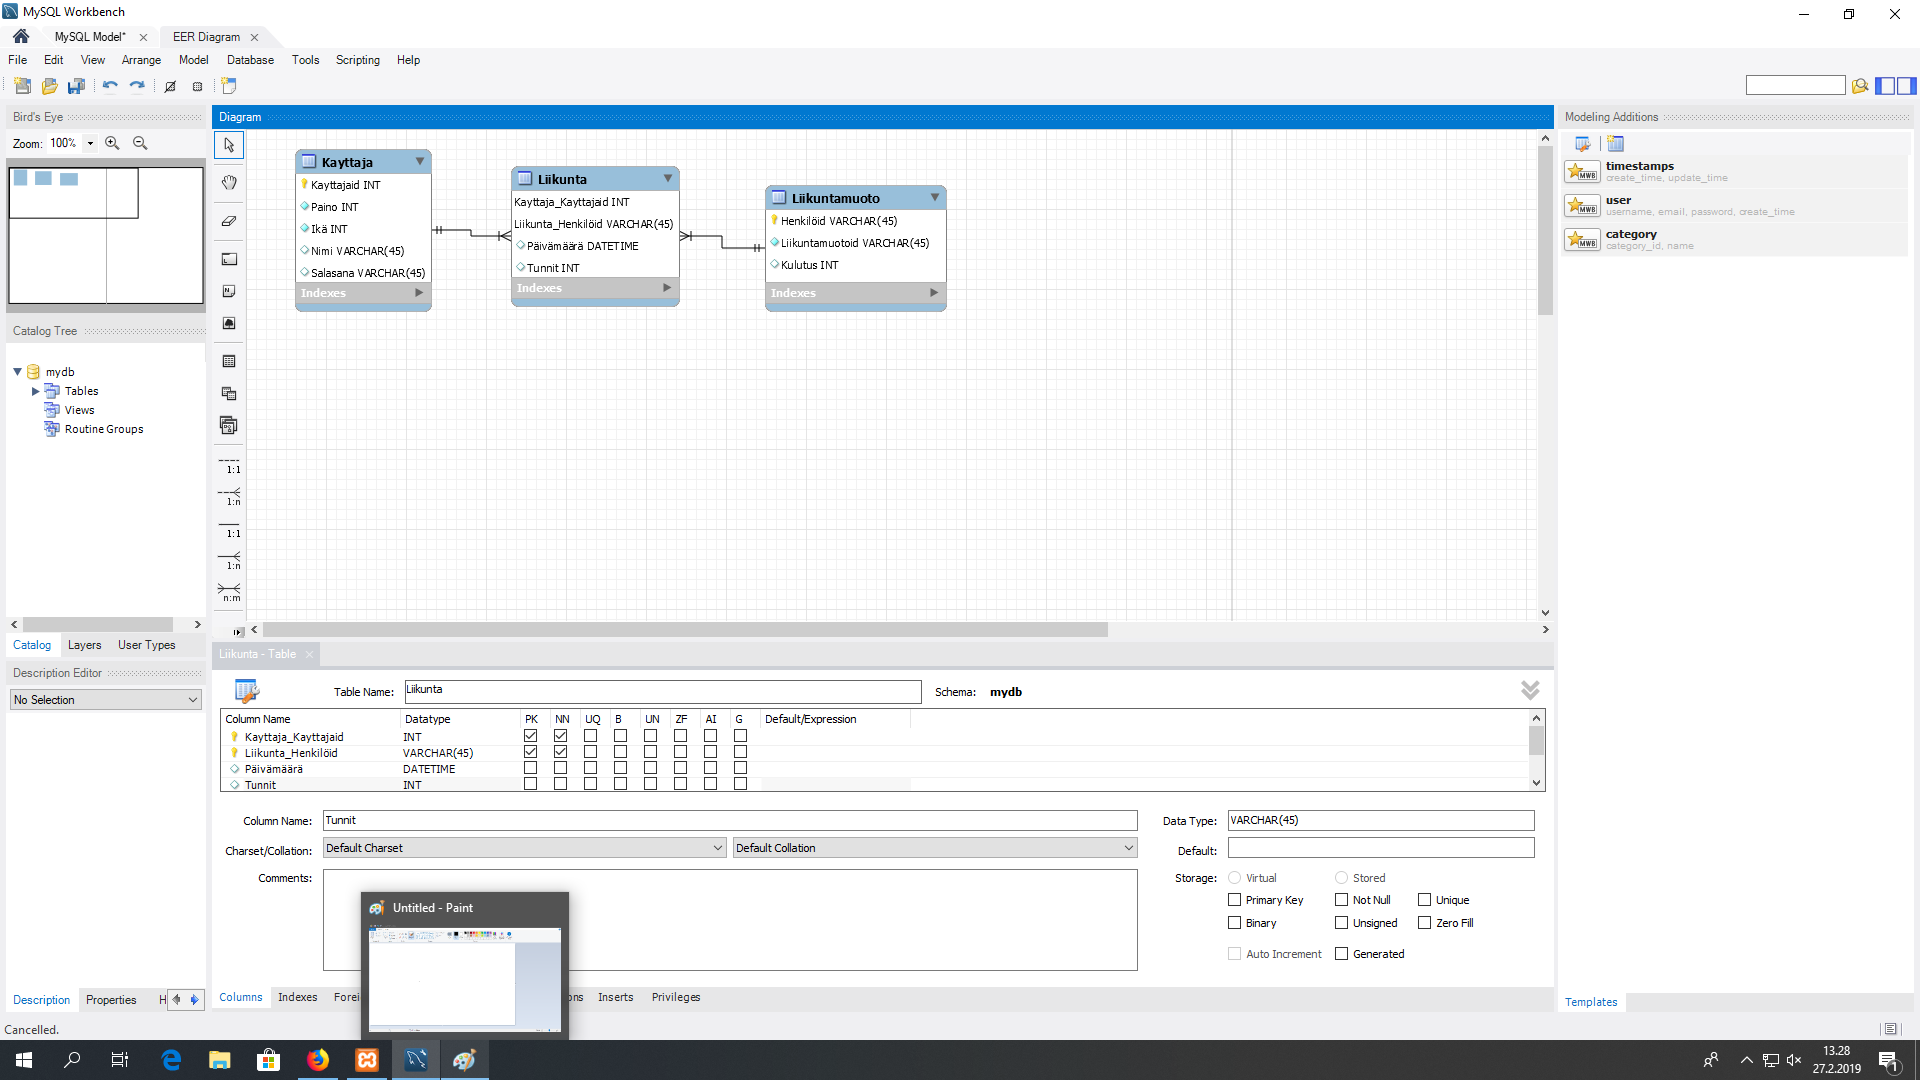 MySQL Workbench
MySQL Model*
EER Diagram
File Edit View Arrange Model Database Tools Scripting Help
Bird's Eye
Zoom: 100%
Catalog Tree
mydb
Tables
Views
Routine Groups
Catalog Layers User Types
Description Editor
No Selection
Description Properties H
Cancelled.
Diagram
1:1
1:n
1:1
1:n
n:m
Kayttaja
Kayttajaid INT
Paino INT
Ikä INT
Nimi VARCHAR(45)
Salasana VARCHAR(45)
Indexes
Liikunta
Kayttaja_Kayttajaid INT
Liikunta_Henkilöid VARCHAR(45)
Päivämäärä DATETIME
Tunnit INT
Indexes
Liikuntamuoto
Henkilöid VARCHAR(45)
Liikuntamuotoid VARCHAR(45)
Kulutus INT
Indexes
Modeling Additions
MWB
timestamps
create_time, update_time
MWB
user
username, email, password, create_time
MWB
category
category_id, name
Templates
Liikunta - Table
Table Name: Liikunta Schema: mydb
Column Name Datatype PK NN UQ B UN ZF AI G Default/Expression
Kayttaja_Kayttajaid INT
Liikunta_Henkilöid VARCHAR(45)
Päivämäärä DATETIME
Tunnit INT
Column Name: Tunnit Data Type: VARCHAR(45)
Charset/Collation: Default Charset Default Collation Default:
Comments: Storage: Virtual Stored
Primary Key Not Null Unique
Binary Unsigned Zero Fill
Auto Increment Generated
Untitled - Paint
Columns Indexes Forei ons Inserts Privileges
13.28
27.2.2019
1